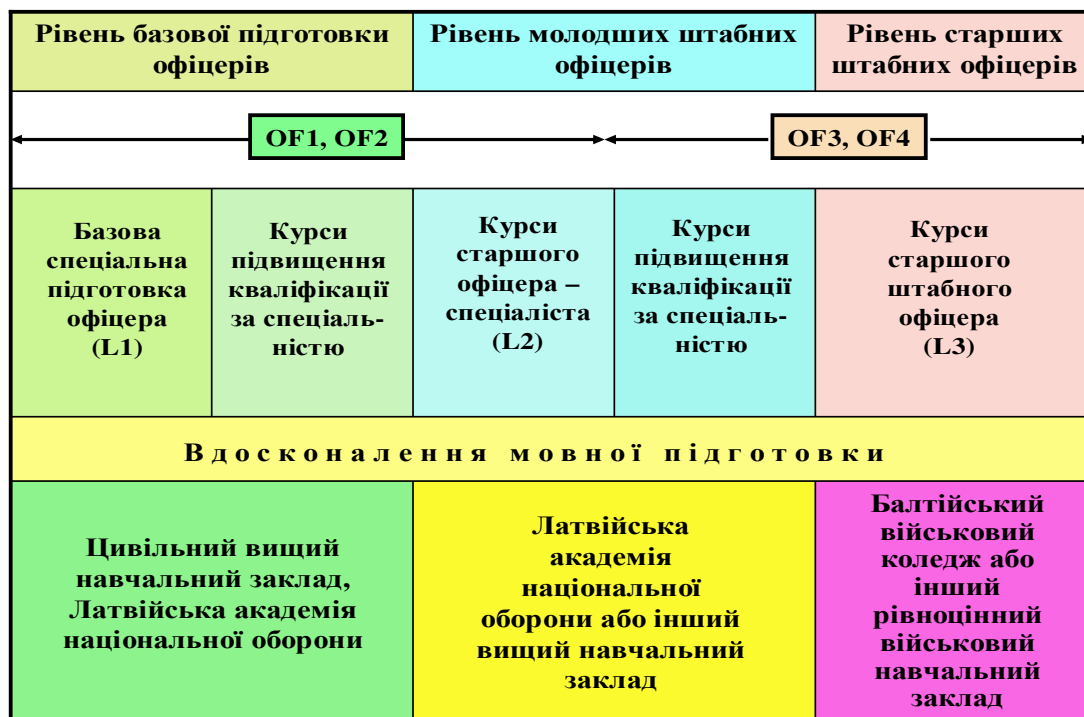 Рівень базової підготовки
офіцерів
Рівень молодших штабних
офіцерів
Рівень старших
штабних офіцерів
OF1, OF2
OF3, OF4
Базова
спеціальна
підготовка
офіцера
(L1)
Курси
підвищення
кваліфікації
за спеціаль-
ністю
Курси
старшого
офіцера –
спеціаліста
(L2)
Курси
підвищення
кваліфікації
за спеціаль-
ністю
Курси
старшого
штабного
офіцера
(L3)
Вдосконалення мовної підготовки
Цивільний вищий
навчальний заклад,
Латвійська академія
національної оборони
Латвійська
академія
національної
оборони або інший
вищий навчальний
заклад
Балтійський
військовий
коледж або
інший
рівноцінний
військовий
навчальний
заклад